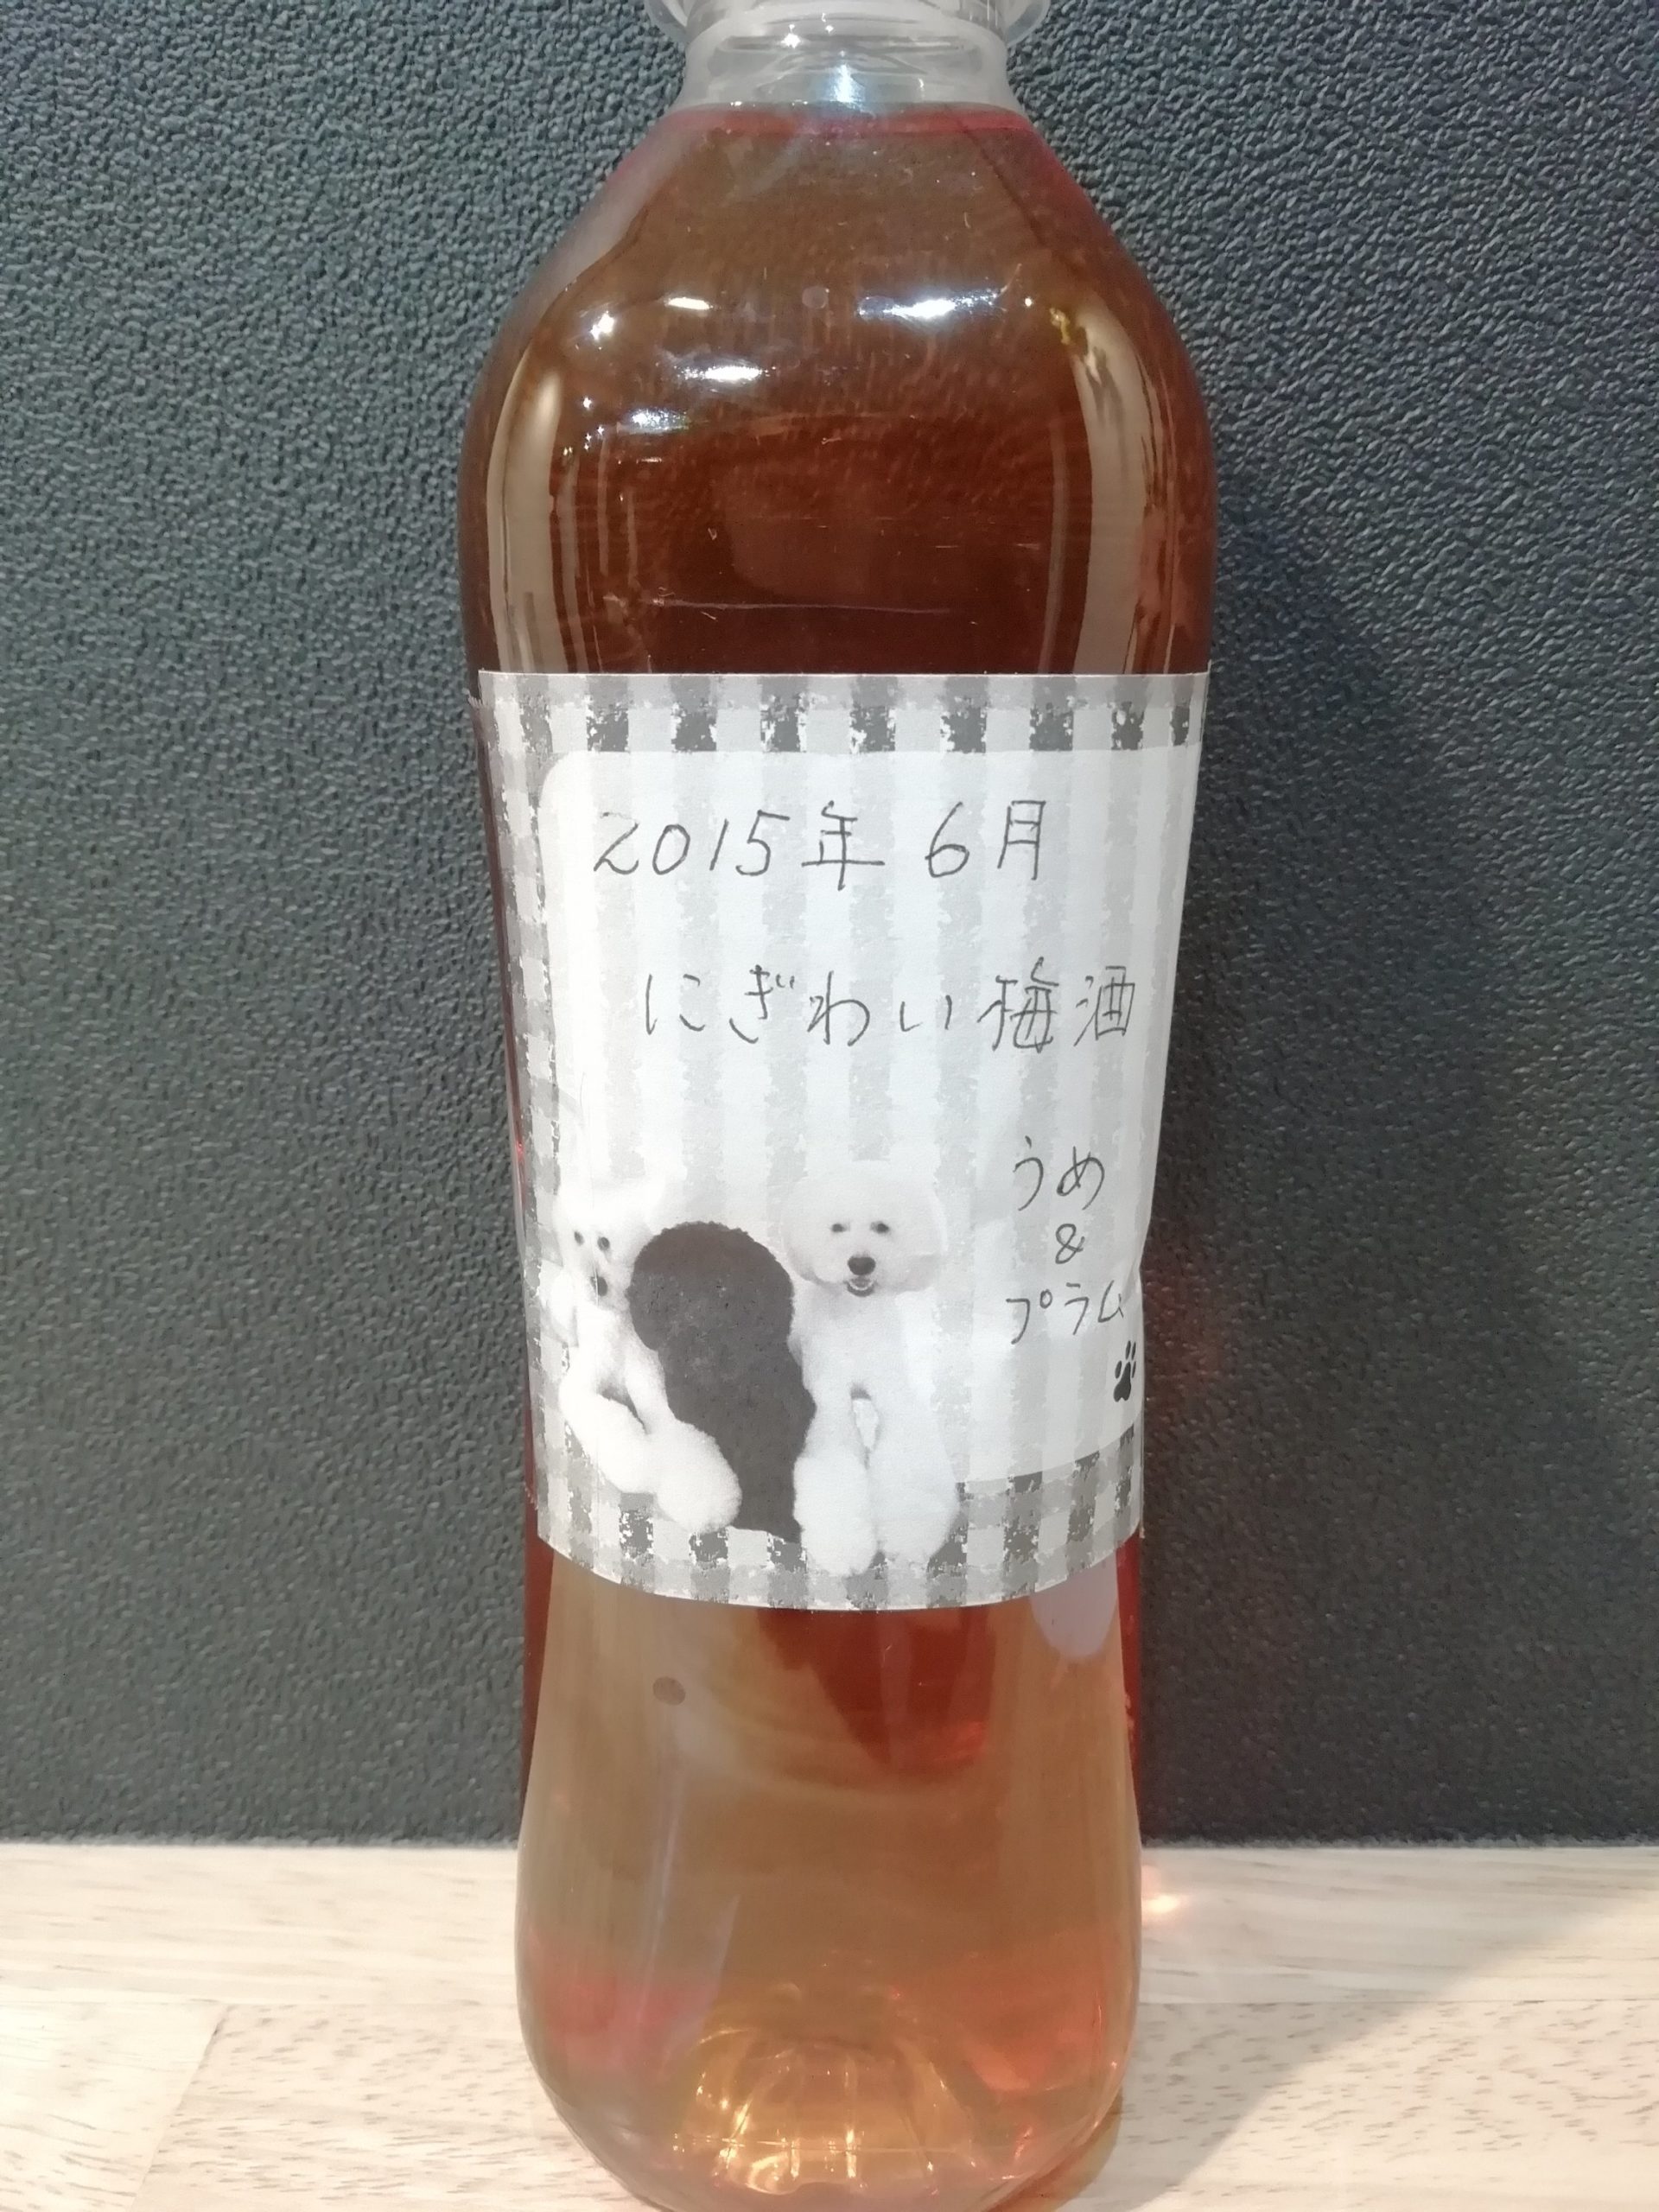 2015年 6月
にぎわい梅酒
うめ
&
プラム